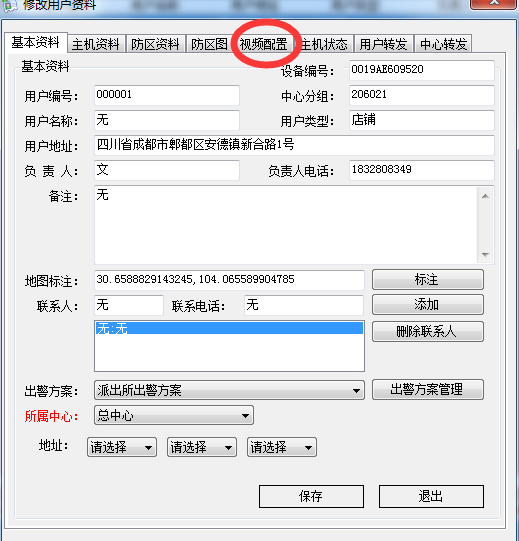 修改用户资料
基本资料 主机资料 防区资料 防区图 视频配置 主机状态 用户转发 中心转发
基本资料
设备编号： 0019AE609520
用户编号： 000001 中心分组： 206021
用户名称： 无 用户类型： 店铺
用户地址： 四川省成都市郫都区安德镇新合路1号
负 责 人： 文 负责人电话： 1832808349
备注： 无
地图标注： 30.6588829143245,104.065589904785 标注
联系人： 无 联系电话： 无 添加
无:无 删除联系人
出警方案： 派出所出警方案 出警方案管理
所属中心： 总中心
地址： 请选择 请选择 请选择
保存 退出